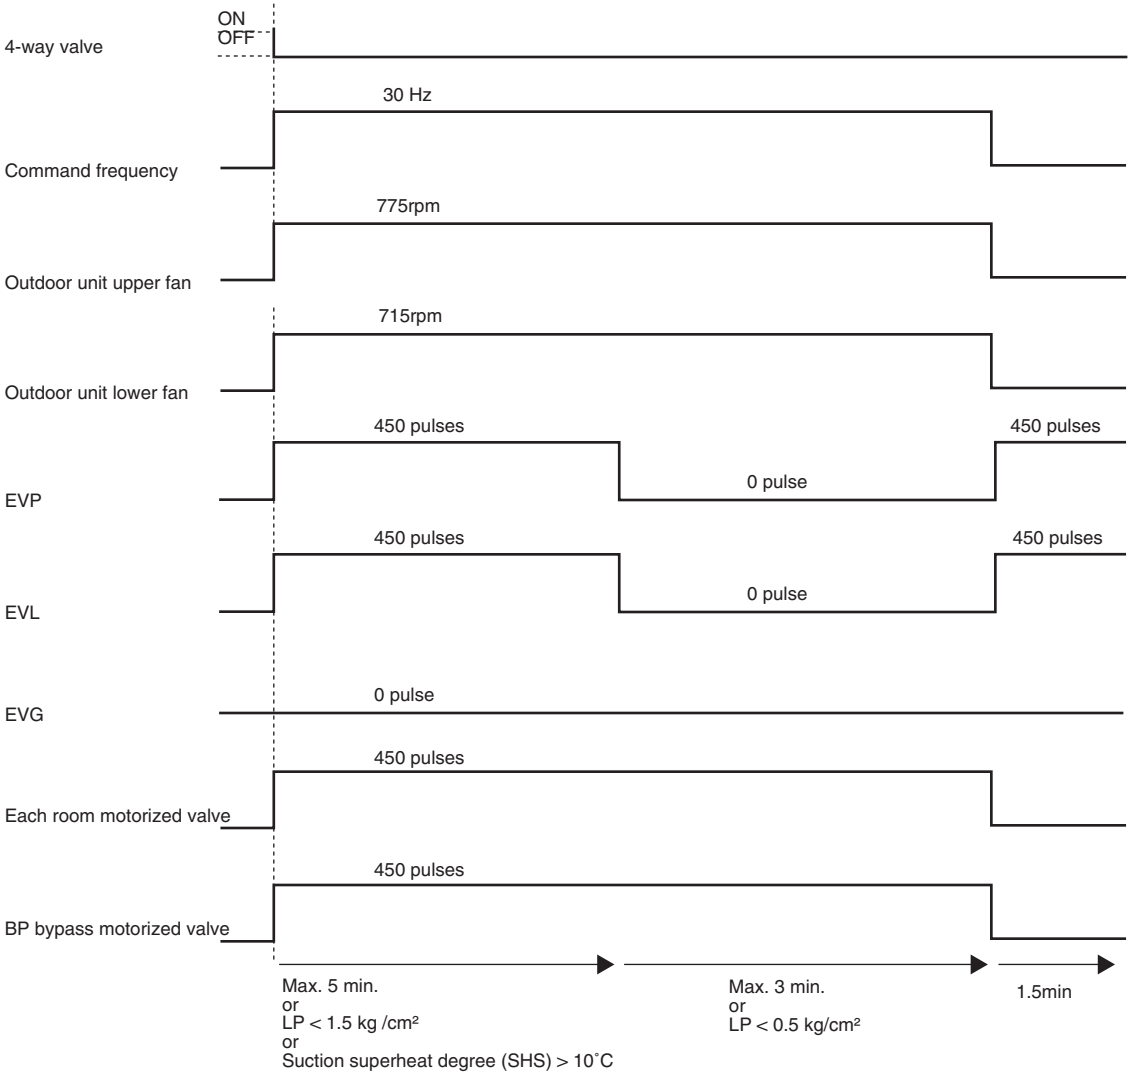 ON
OFF
4-way valve
30 Hz
Command frequency
775rpm
Outdoor unit upper fan
715rpm
Outdoor unit lower fan
450 pulses
450 pulses
0 pulse
EVP
450 pulses
450 pulses
0 pulse
EVL
0 pulse
EVG
450 pulses
Each room motorized valve
450 pulses
BP bypass motorized valve
Max. 5 min.
or
LP < 1.5 kg /cm²
or
Suction superheat degree (SHS) > 10˚C
Max. 3 min.
or
LP < 0.5 kg/cm²
1.5min